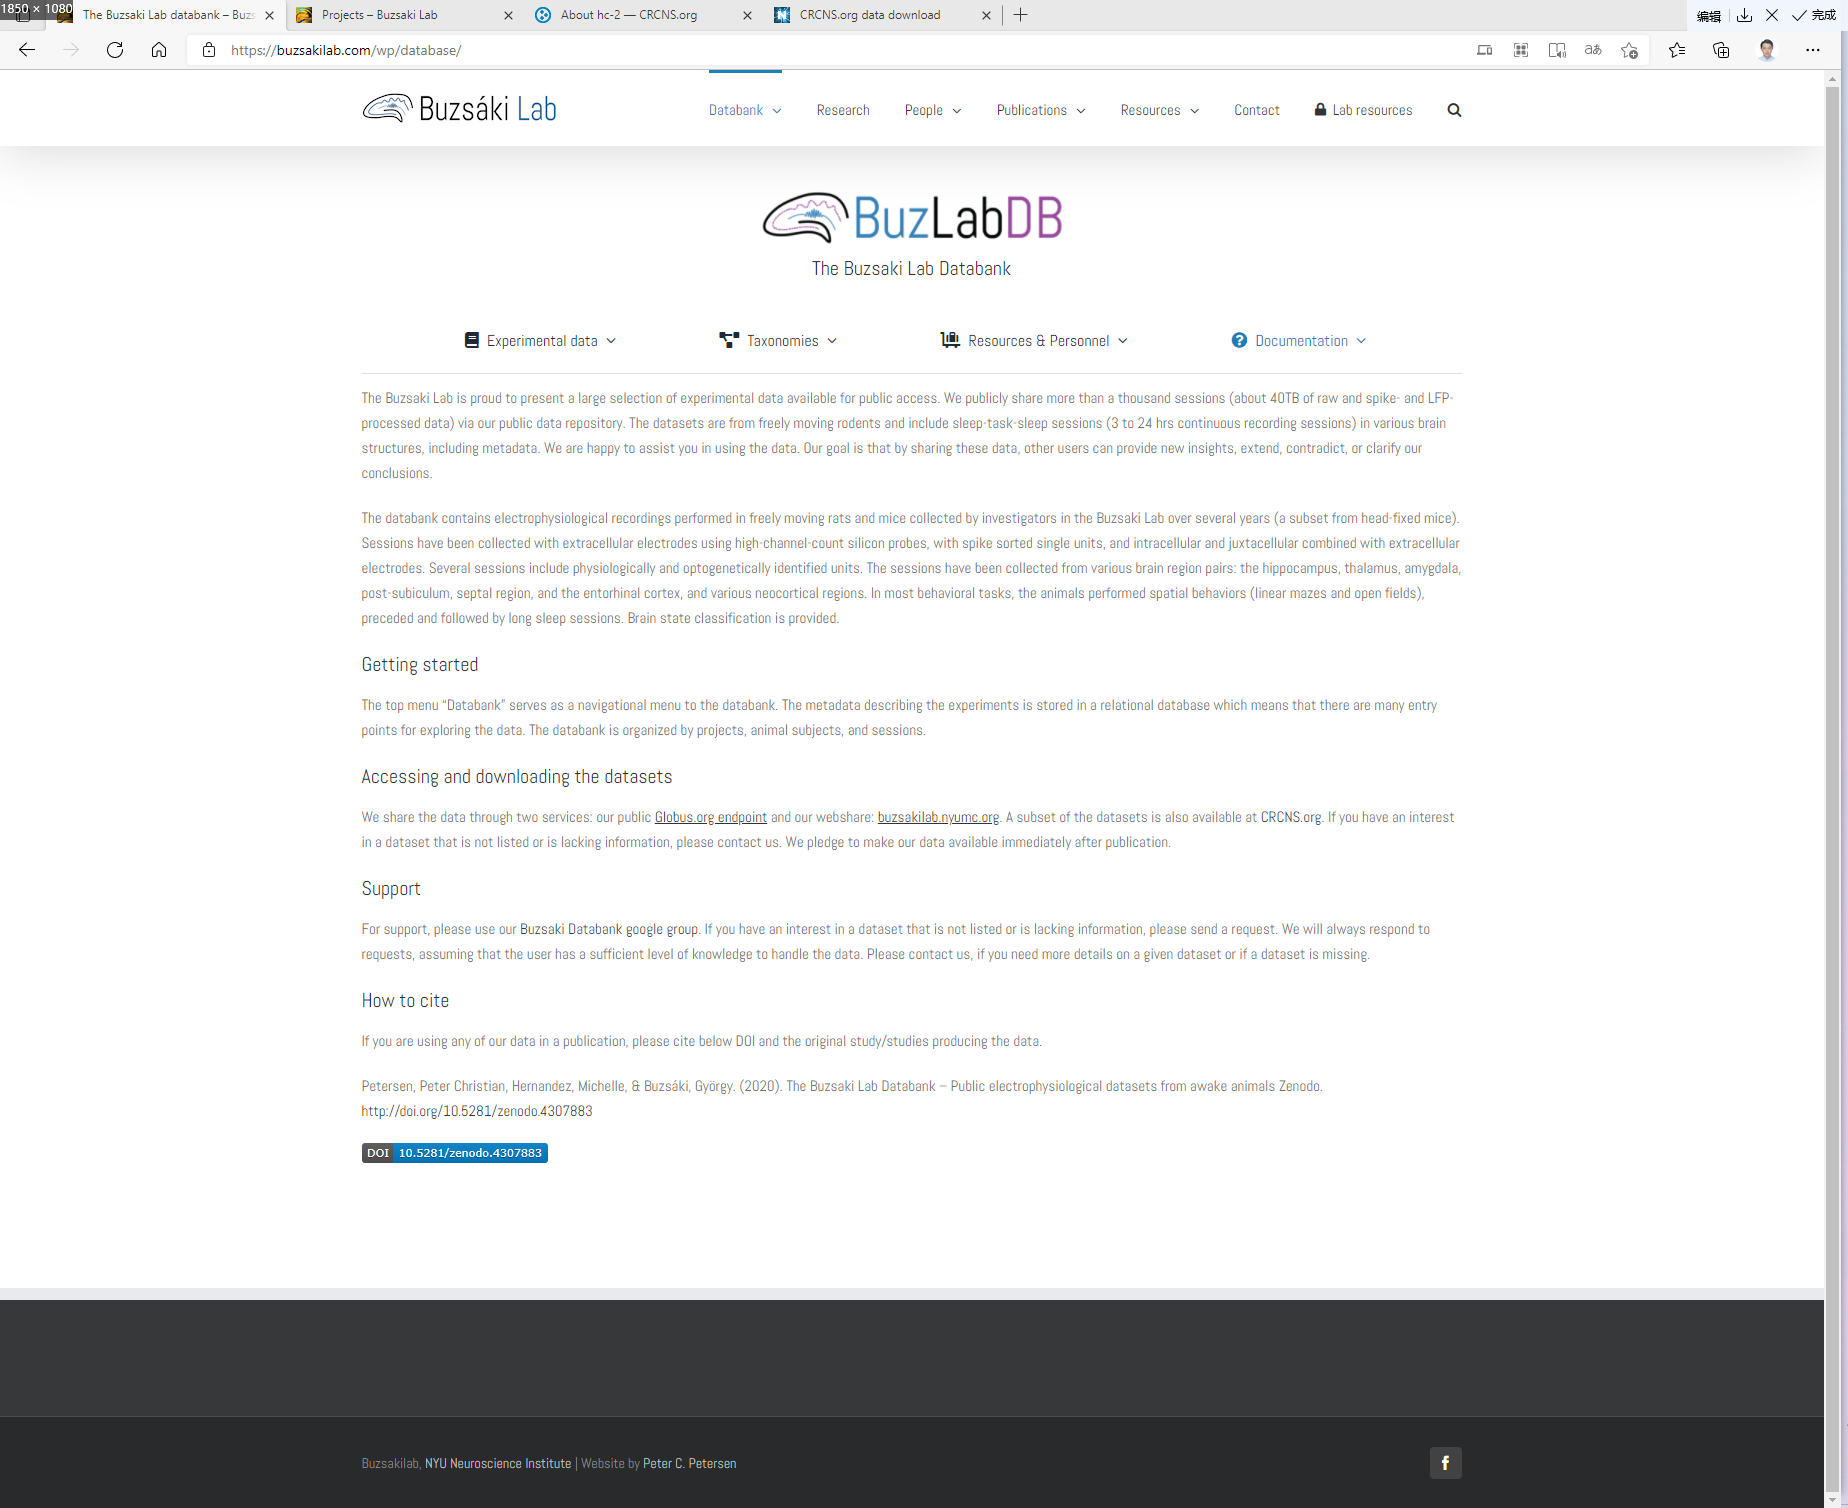 1850 × 1080
The Buzsaki Lab databank – Buzs
Projects – Buzsaki Lab
About hc-2 — CRCNS.org
CRCNS.org data download
编辑
完成
https://buzsakilab.com/wp/database/
aあ
Buzsáki Lab
Databank
Research
People
Publications
Resources
Contact
Lab resources
BuzLabDB
The Buzsaki Lab Databank
Experimental data
Taxonomies
Resources & Personnel
Documentation
The Buzsaki Lab is proud to present a large selection of experimental data available for public access. We publicly share more than a thousand sessions (about 40TB of raw and spike- and LFP-
processed data) via our public data repository. The datasets are from freely moving rodents and include sleep-task-sleep sessions (3 to 24 hrs continuous recording sessions) in various brain
structures, including metadata. We are happy to assist you in using the data. Our goal is that by sharing these data, other users can provide new insights, extend, contradict, or clarify our
conclusions.
The databank contains electrophysiological recordings performed in freely moving rats and mice collected by investigators in the Buzsaki Lab over several years (a subset from head-fixed mice).
Sessions have been collected with extracellular electrodes using high-channel-count silicon probes, with spike sorted single units, and intracellular and juxtacellular combined with extracellular
electrodes. Several sessions include physiologically and optogenetically identified units. The sessions have been collected from various brain region pairs: the hippocampus, thalamus, amygdala,
post-subiculum, septal region, and the entorhinal cortex, and various neocortical regions. In most behavioral tasks, the animals performed spatial behaviors (linear mazes and open fields),
preceded and followed by long sleep sessions. Brain state classification is provided.
Getting started
The top menu “Databank” serves as a navigational menu to the databank. The metadata describing the experiments is stored in a relational database which means that there are many entry
points for exploring the data. The databank is organized by projects, animal subjects, and sessions.
Accessing and downloading the datasets
We share the data through two services: our public Globus.org endpoint and our webshare: buzsakilab.nyumc.org. A subset of the datasets is also available at CRCNS.org. If you have an interest
in a dataset that is not listed or is lacking information, please contact us. We pledge to make our data available immediately after publication.
Support
For support, please use our Buzsaki Databank google group. If you have an interest in a dataset that is not listed or is lacking information, please send a request. We will always respond to
requests, assuming that the user has a sufficient level of knowledge to handle the data. Please contact us, if you need more details on a given dataset or if a dataset is missing.
How to cite
If you are using any of our data in a publication, please cite below DOI and the original study/studies producing the data.
Petersen, Peter Christian, Hernandez, Michelle, & Buzsáki, György. (2020). The Buzsaki Lab Databank – Public electrophysiological datasets from awake animals Zenodo.
http://doi.org/10.5281/zenodo.4307883
DOI 10.5281/zenodo.4307883
Buzsakilab, NYU Neuroscience Institute | Website by Peter C. Petersen